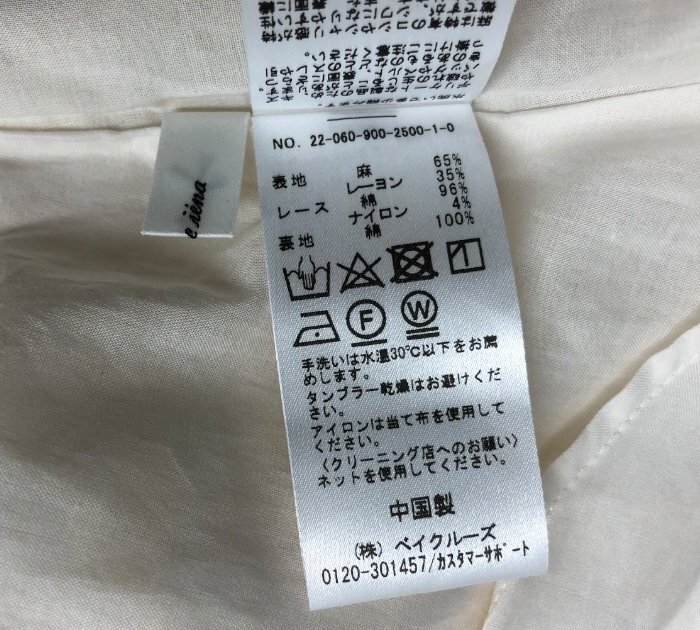 e iéna
NO. 22-060-900-2500-1-0
表地 麻 65%
レーヨン 35%
レース 綿 96%
ナイロン 4%
裏地 綿 100%
F W
手洗いは水温30℃以下をお薦
めします。
タンブラー乾燥はお避けくだ
さい。
アイロンは当て布を使用して
ください。
〈クリーニング店へのお願い〉
ネットを使用してください。
中国製
(株) ベイクルーズ
0120-301457/カスタマーサポート